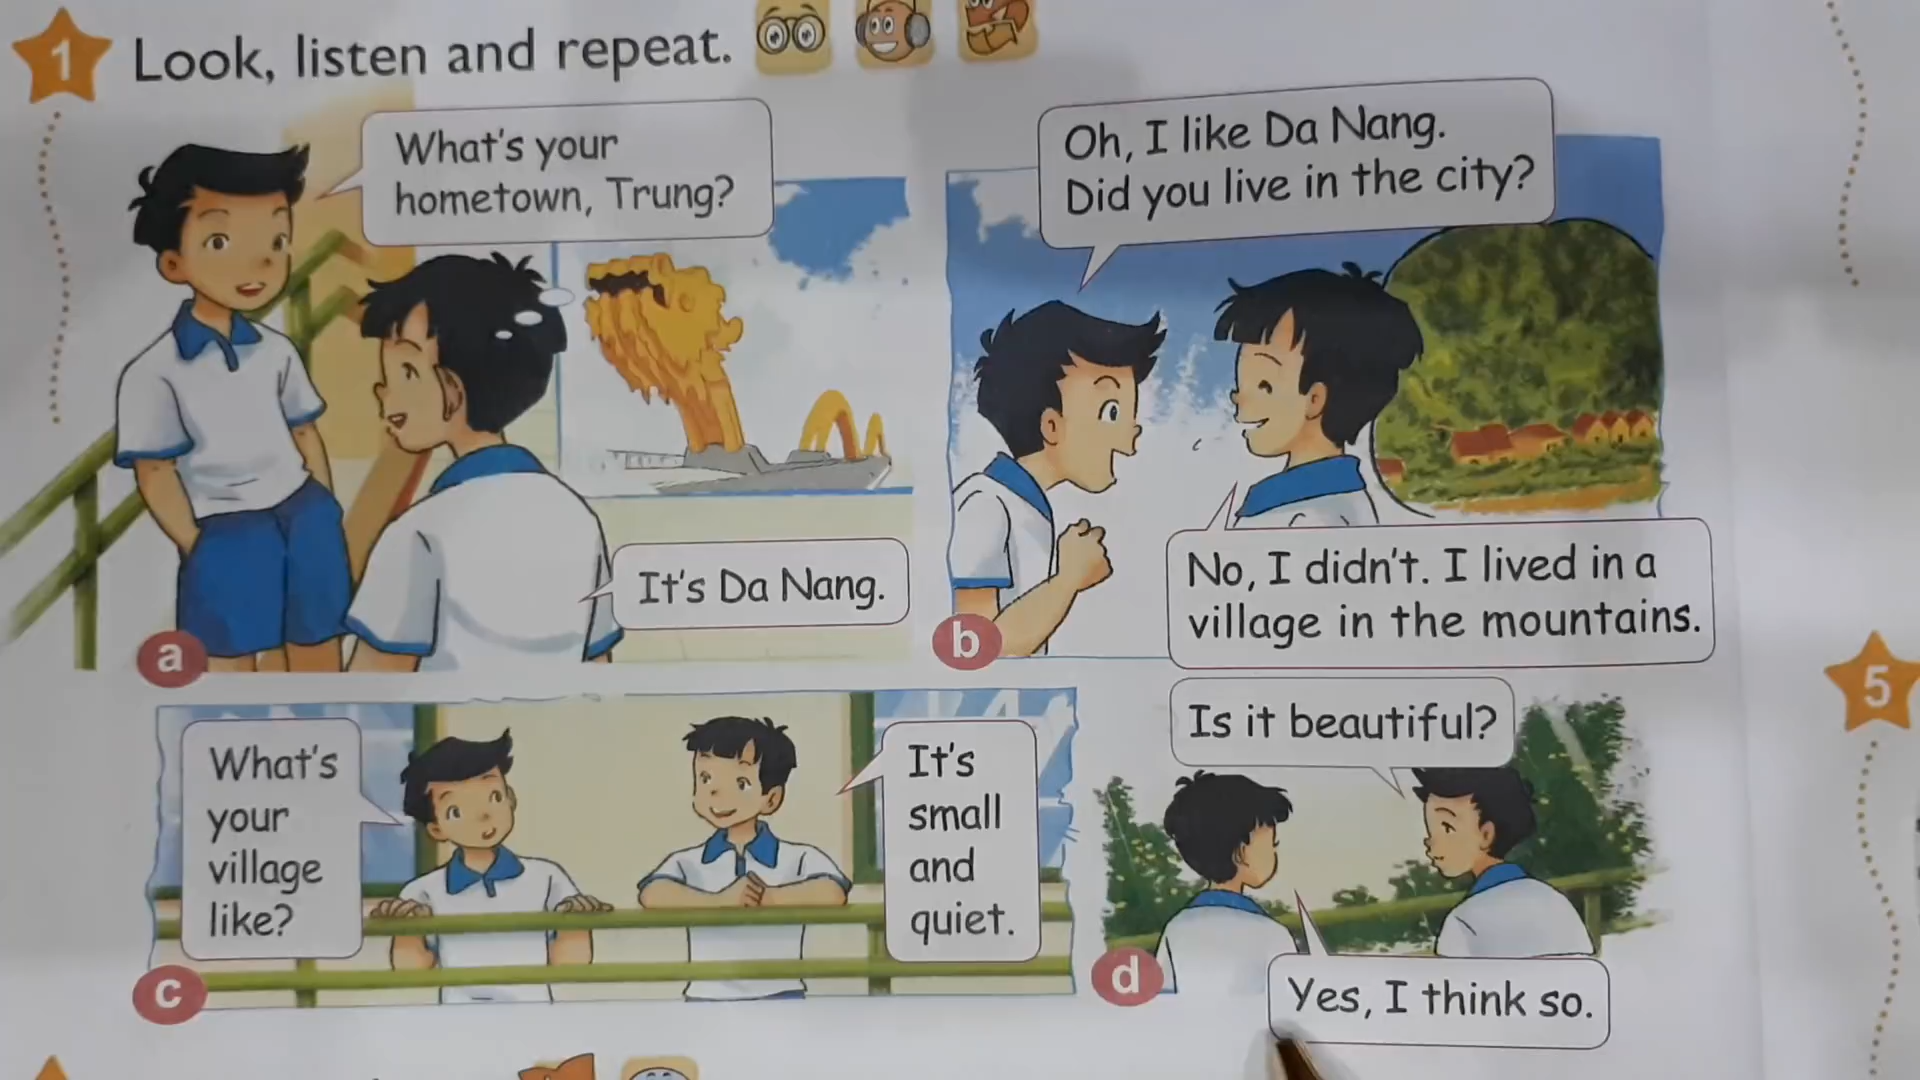 1
Look, listen and repeat.
What's your
hometown, Trung?
It's Da Nang.
a
Oh, I like Da Nang.
Did you live in the city?
No, I didn't. I lived in a
village in the mountains.
b
What's
your
village
like?
It's
small
and
quiet.
c
Is it beautiful?
Yes, I think so.
d
5